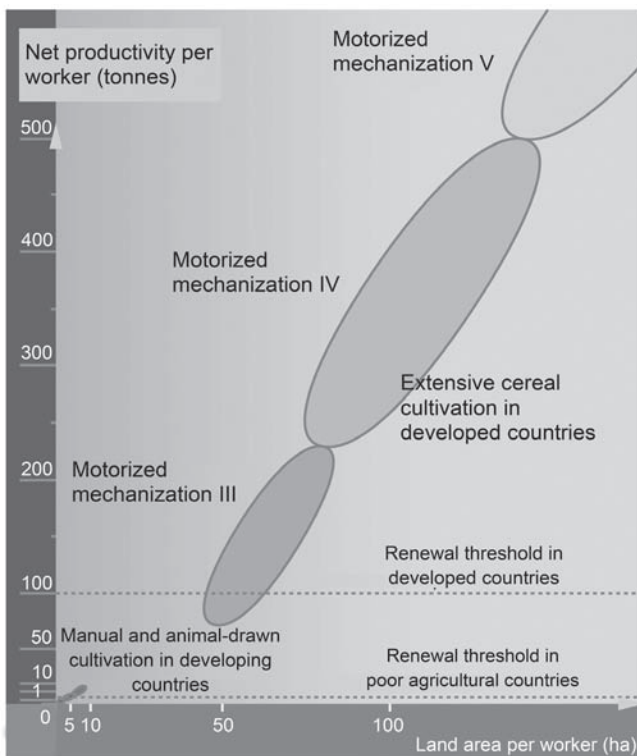 Net productivity per
worker (tonnes)
Motorized
mechanization V
500
400
Motorized
mechanization IV
300
Extensive cereal
cultivation in
developed countries
200
Motorized
mechanization III
Renewal threshold in
developed countries
100
50
Manual and animal-drawn
cultivation in developing
countries
Renewal threshold in
poor agricultural countries
10
1
0
5 10 50 100
Land area per worker (ha)